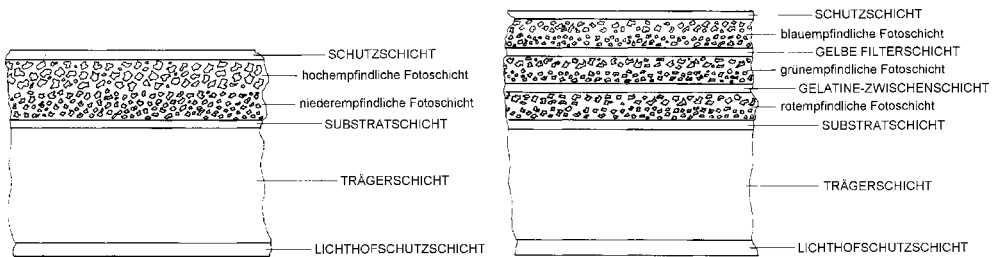 SCHUTZSCHICHT
hochempfindliche Fotoschicht
niederempfindliche Fotoschicht
SUBSTRATSCHICHT
TRÄGERSCHICHT
LICHTHOFSCHUTZSCHICHT
SCHUTZSCHICHT
blauempfindliche Fotoschicht
GELBE FILTERSCHICHT
grünempfindliche Fotoschicht
GELATINE-ZWISCHENSCHICHT
rotempfindliche Fotoschicht
SUBSTRATSCHICHT
TRÄGERSCHICHT
LICHTHOFSCHUTZSCHICHT